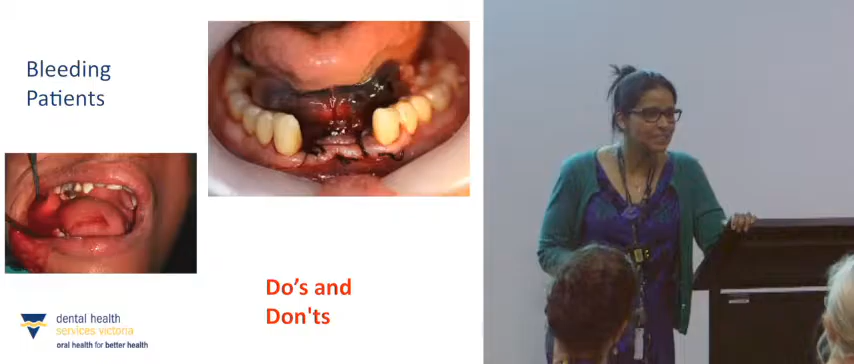 Bleeding
Patients
Do's and
Don'ts
dental health
services victoria
oral health for better health